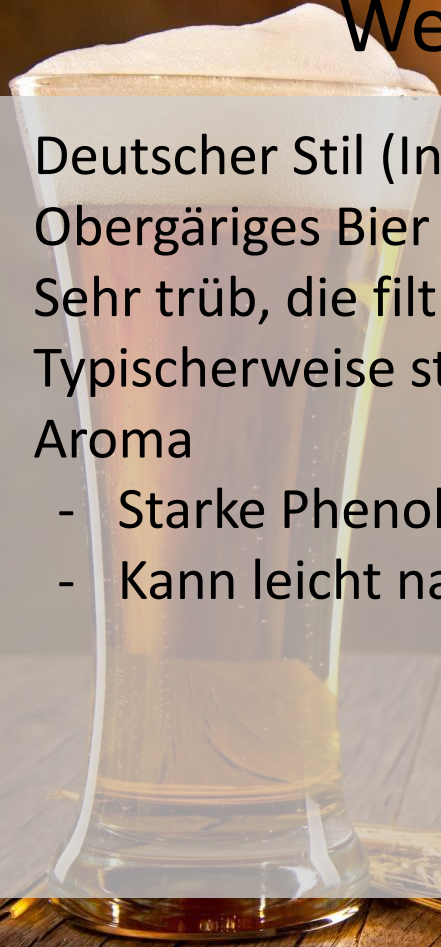 We
Deutscher Stil (In
Obergäriges Bier
Sehr trüb, die filt
Typischerweise st
Aroma
- Starke Phenol
- Kann leicht na